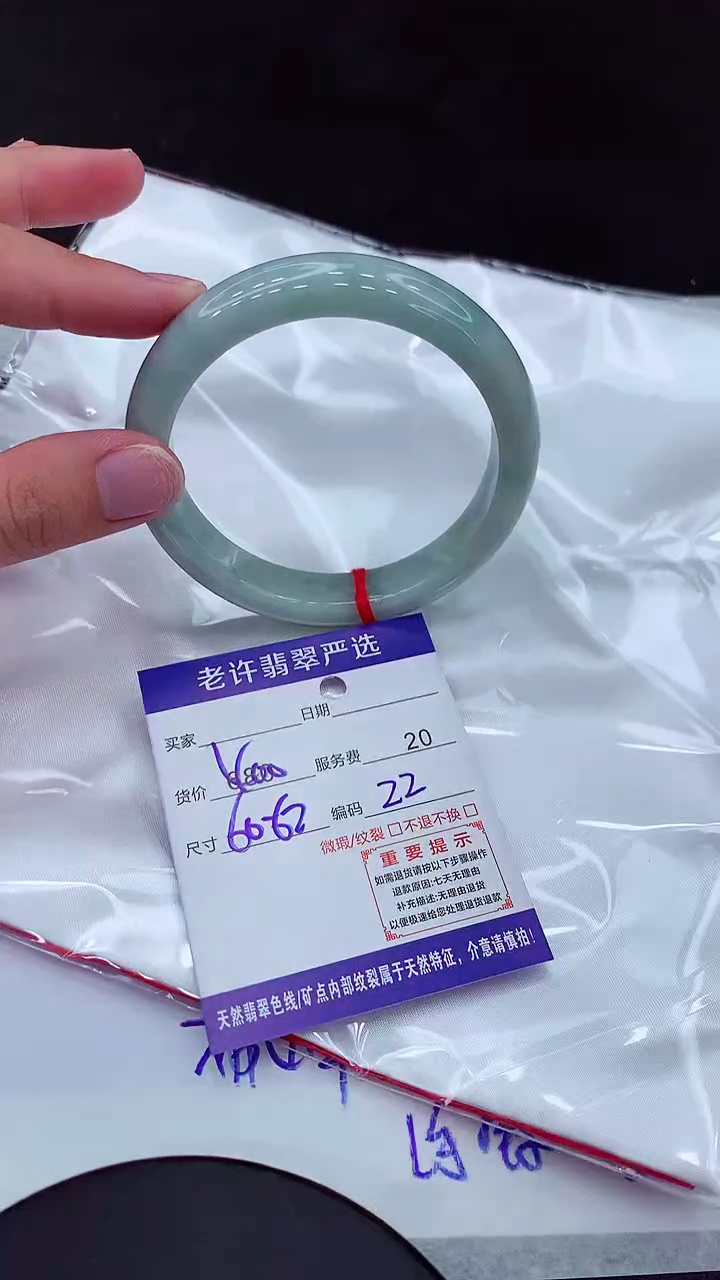 老许翡翠严选
买家 日期
货价 服务费 20
尺寸 60-62 编码 22
微瑕/纹裂 □不退不换 □
重要提示
如需退货请按以下步骤操作
退款原因:七天无理由
补充描述:无理由退货
以便极速给您处理退货退款
天然翡翠色线/矿点内部纹裂属于天然特征，介意请慎拍!